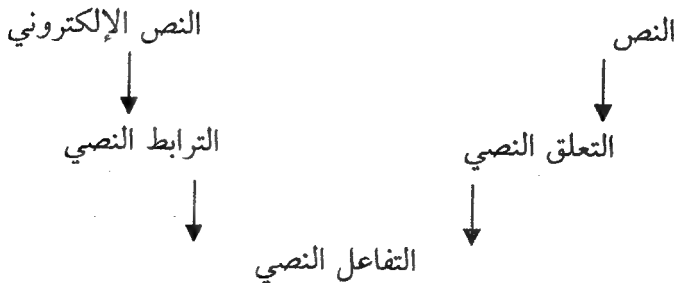 النص
النص الإلكتروني
التعلق النصي
الترابط النصي
التفاعل النصي